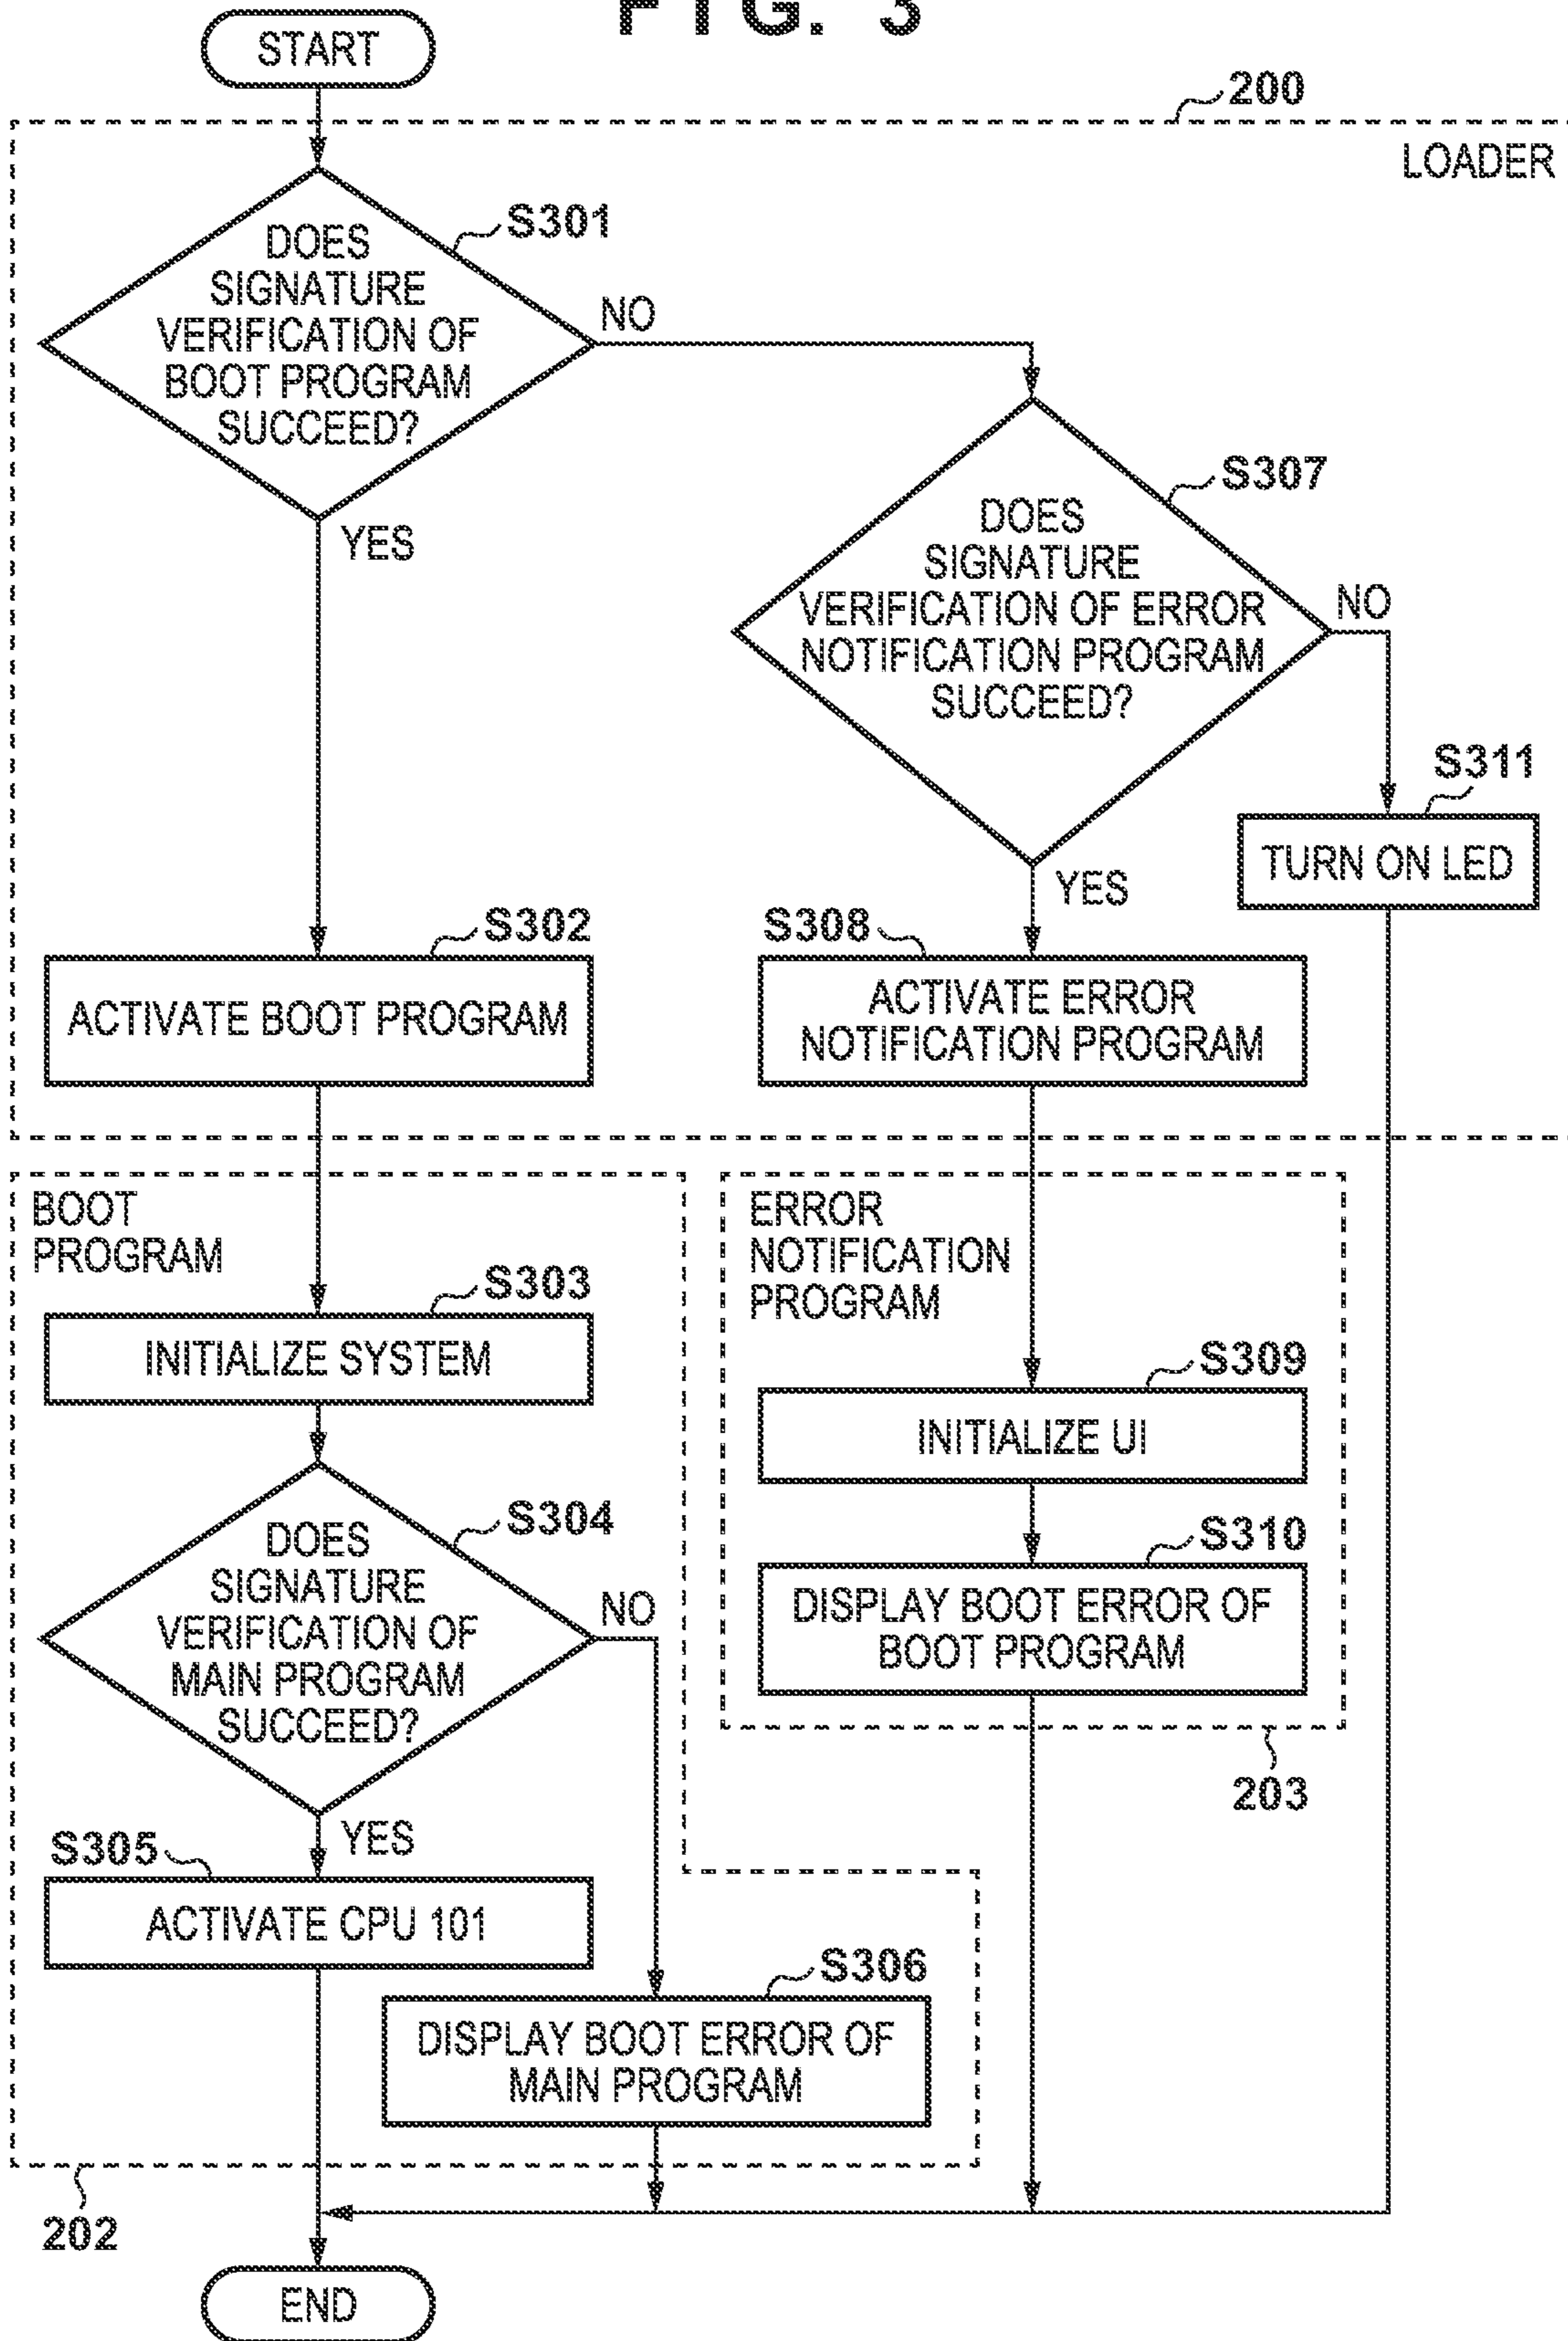 FIG. 3
START
200
LOADER
S301
DOES
SIGNATURE
VERIFICATION OF
BOOT PROGRAM
SUCCEED?
NO
YES
S307
DOES
SIGNATURE
VERIFICATION OF ERROR
NOTIFICATION PROGRAM
SUCCEED?
NO
YES
S311
TURN ON LED
S302
ACTIVATE BOOT PROGRAM
S308
ACTIVATE ERROR
NOTIFICATION PROGRAM
BOOT
PROGRAM
S303
INITIALIZE SYSTEM
S304
DOES
SIGNATURE
VERIFICATION OF
MAIN PROGRAM
SUCCEED?
NO
YES
S305
ACTIVATE CPU 101
S306
DISPLAY BOOT ERROR OF
MAIN PROGRAM
202
ERROR
NOTIFICATION
PROGRAM
S309
INITIALIZE UI
S310
DISPLAY BOOT ERROR OF
BOOT PROGRAM
203
END